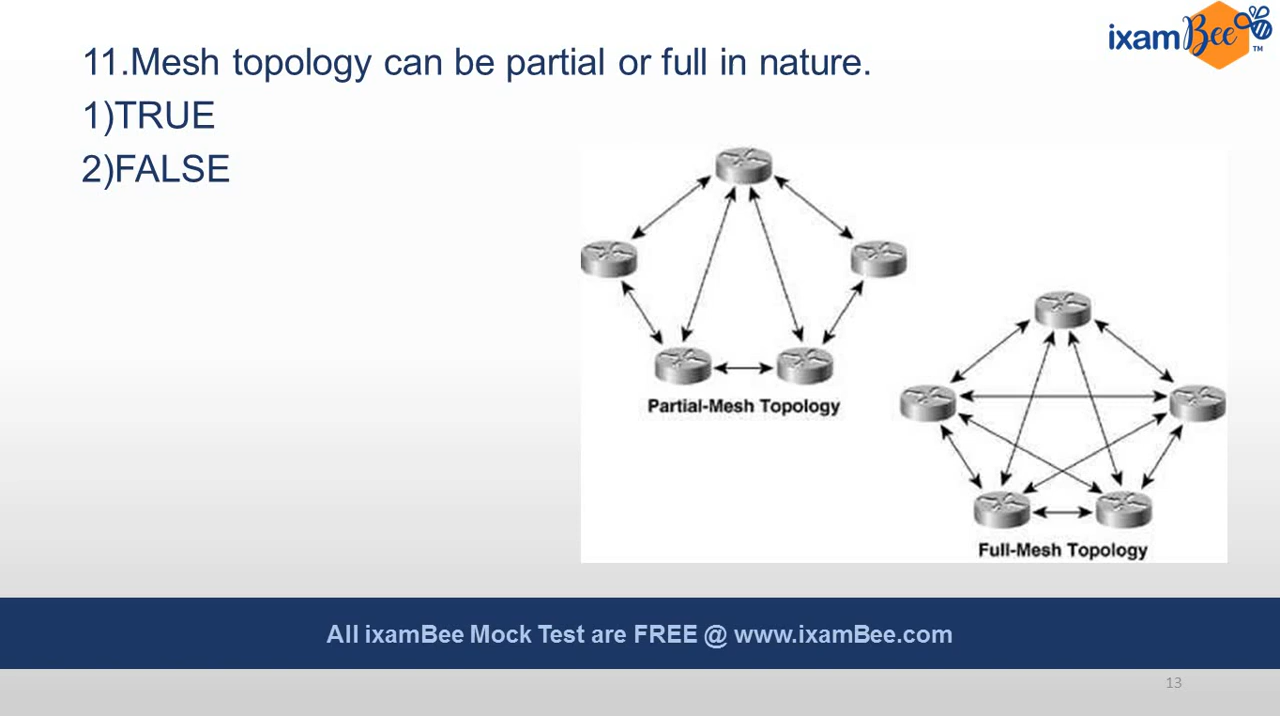 ixamBee™
11.Mesh topology can be partial or full in nature.
1)TRUE
2)FALSE
Partial-Mesh Topology
Full-Mesh Topology
All ixamBee Mock Test are FREE @ www.ixamBee.com
13